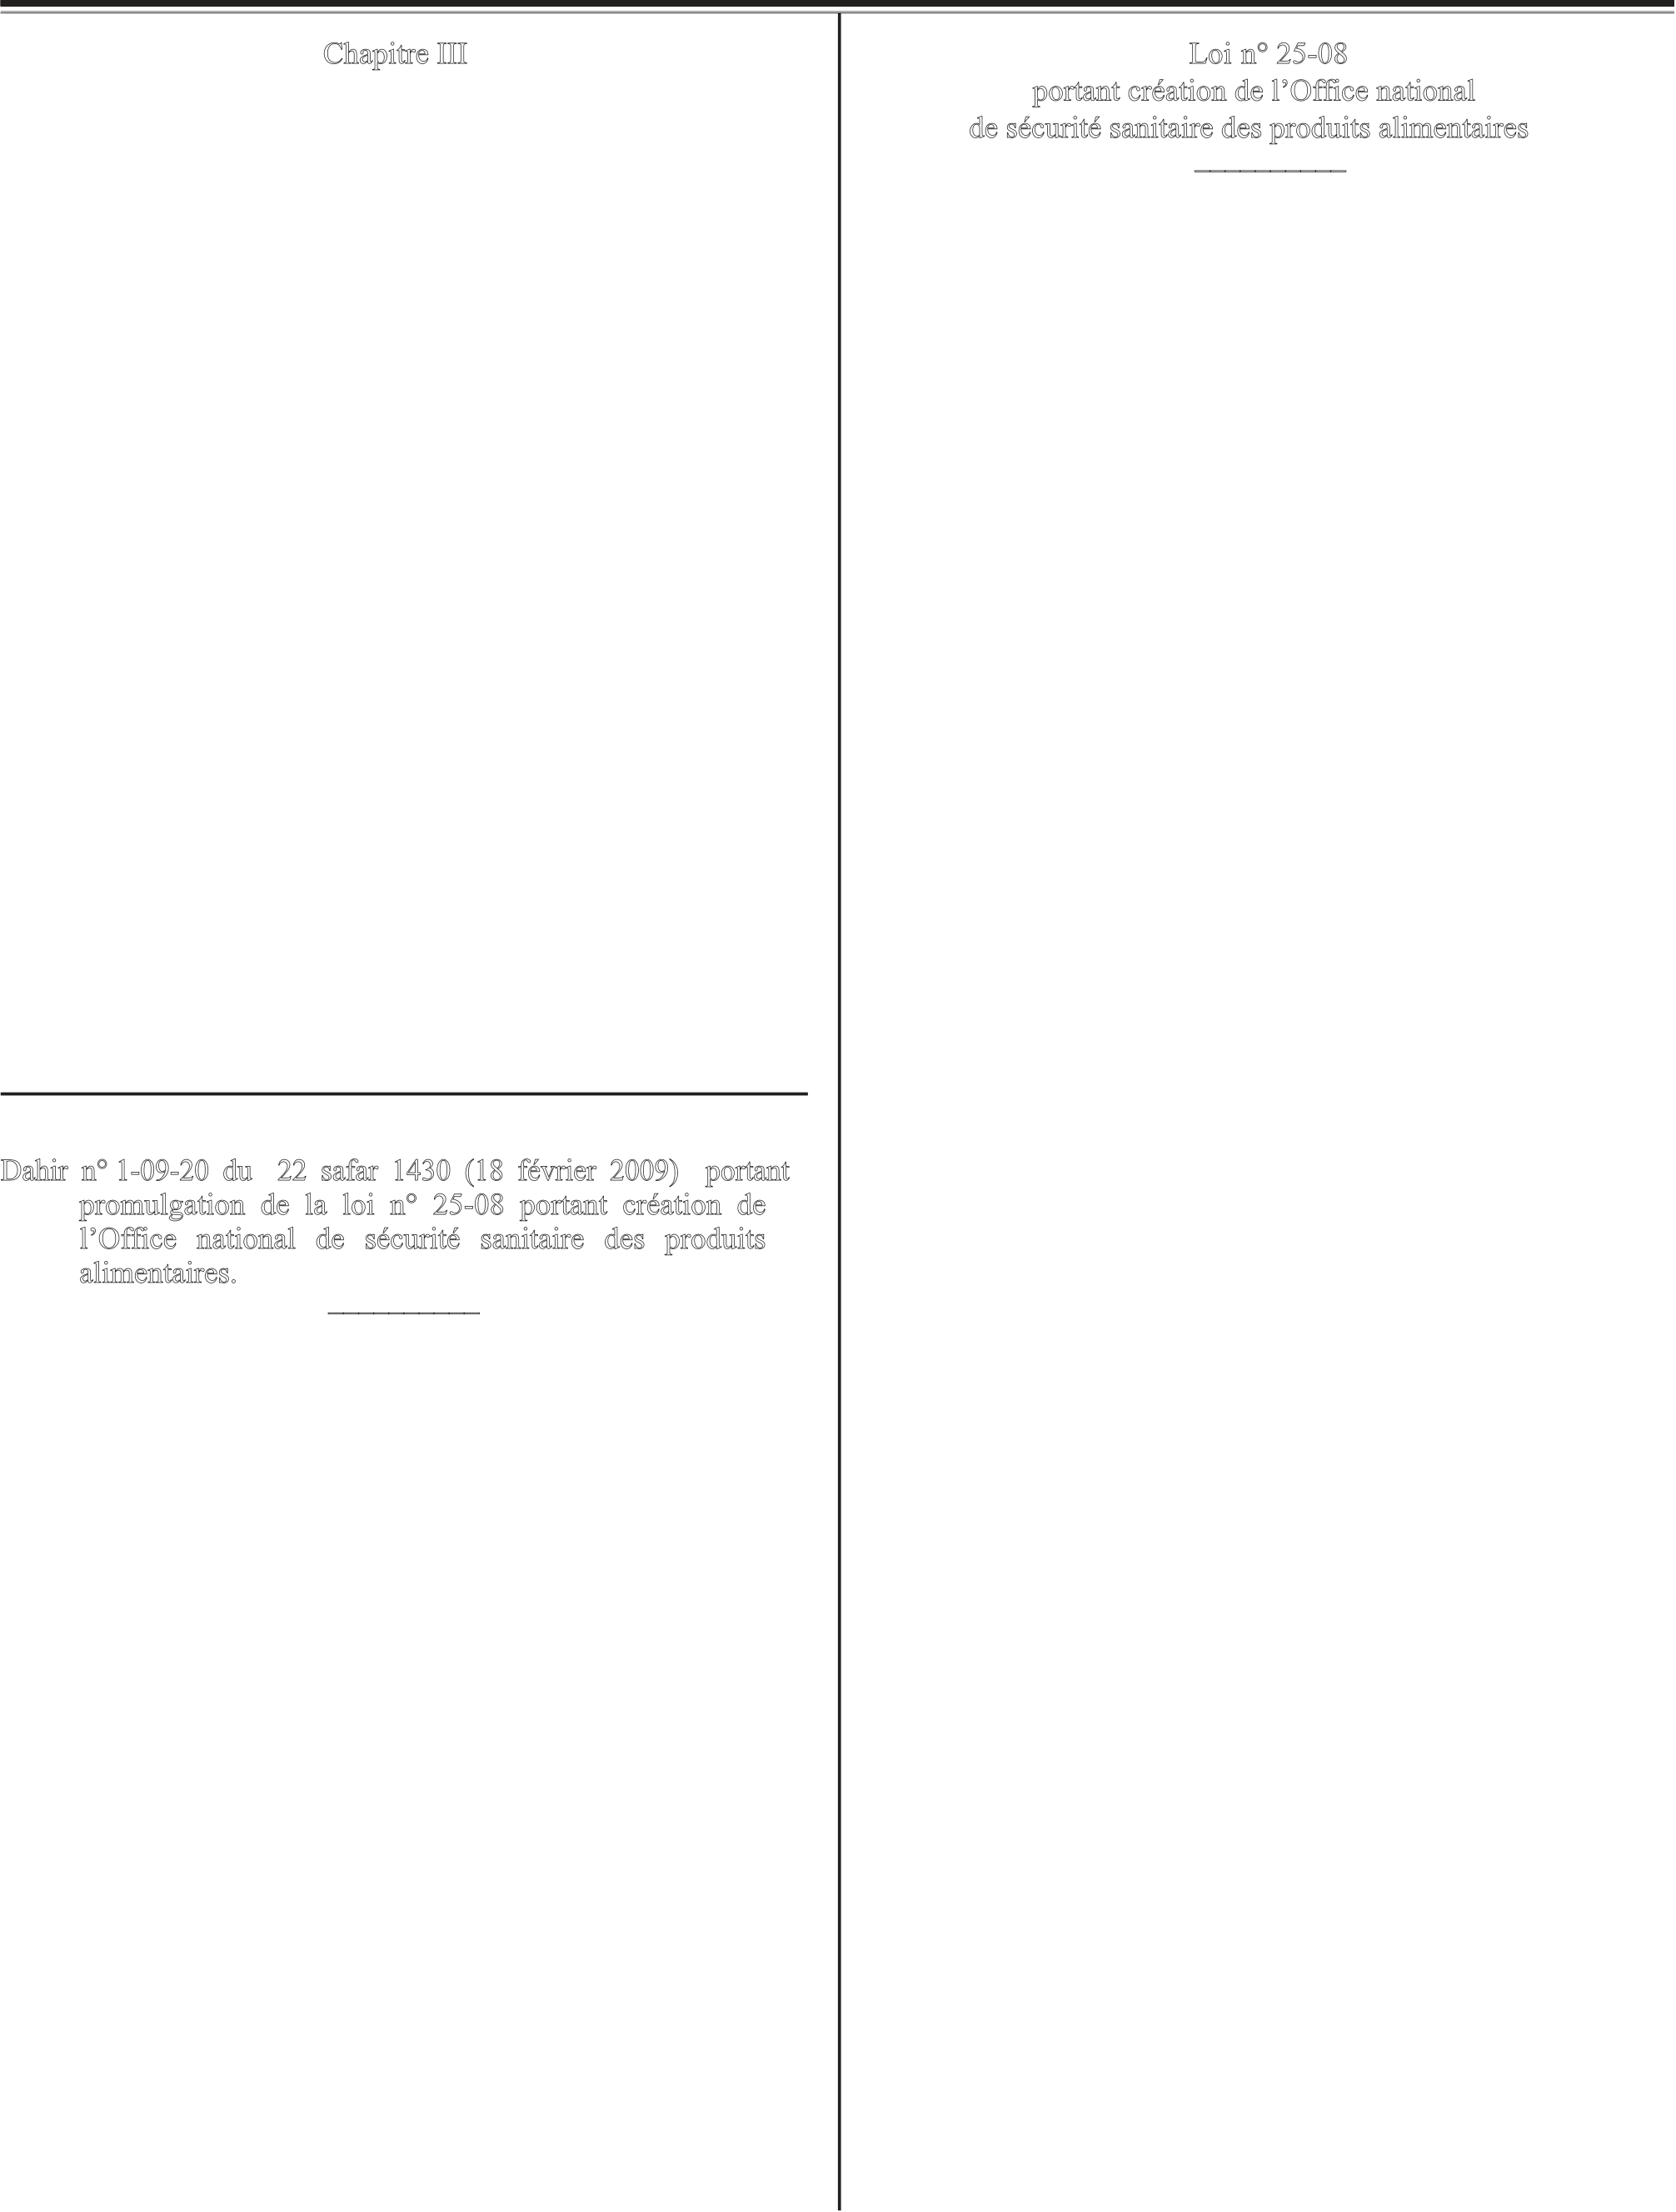 Chapitre III
Dahir n° 1-09-20 du 22 safar 1430 (18 février 2009) portant
promulgation de la loi n° 25-08 portant création de
l’Office national de sécurité sanitaire des produits
alimentaires.
Loi n° 25-08
portant création de l’Office national
de sécurité sanitaire des produits alimentaires